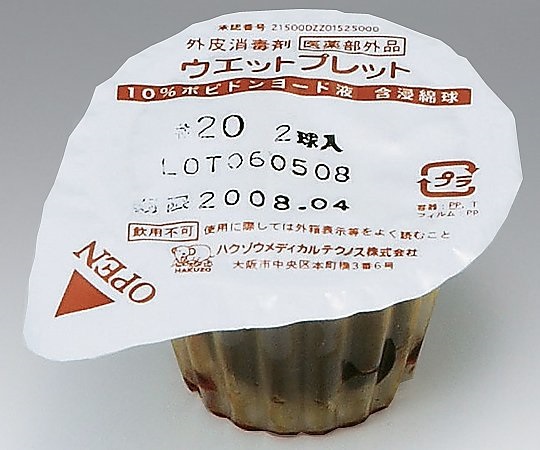 承認番号 21500DZZ01525000
外皮消毒剤 医薬部外品
ウエットプレット
10%ポビドンヨード液 含浸綿球
20 2球入
LOT060508
期限 2008.04
プラ
容器:PP, T
フィルム:PP
飲用不可 使用に際しては外箱表示等をよく読むこと
HAKUZO
ハクゾウメディカルテクノス株式会社
大阪市中央区本町橋3番6号
OPEN